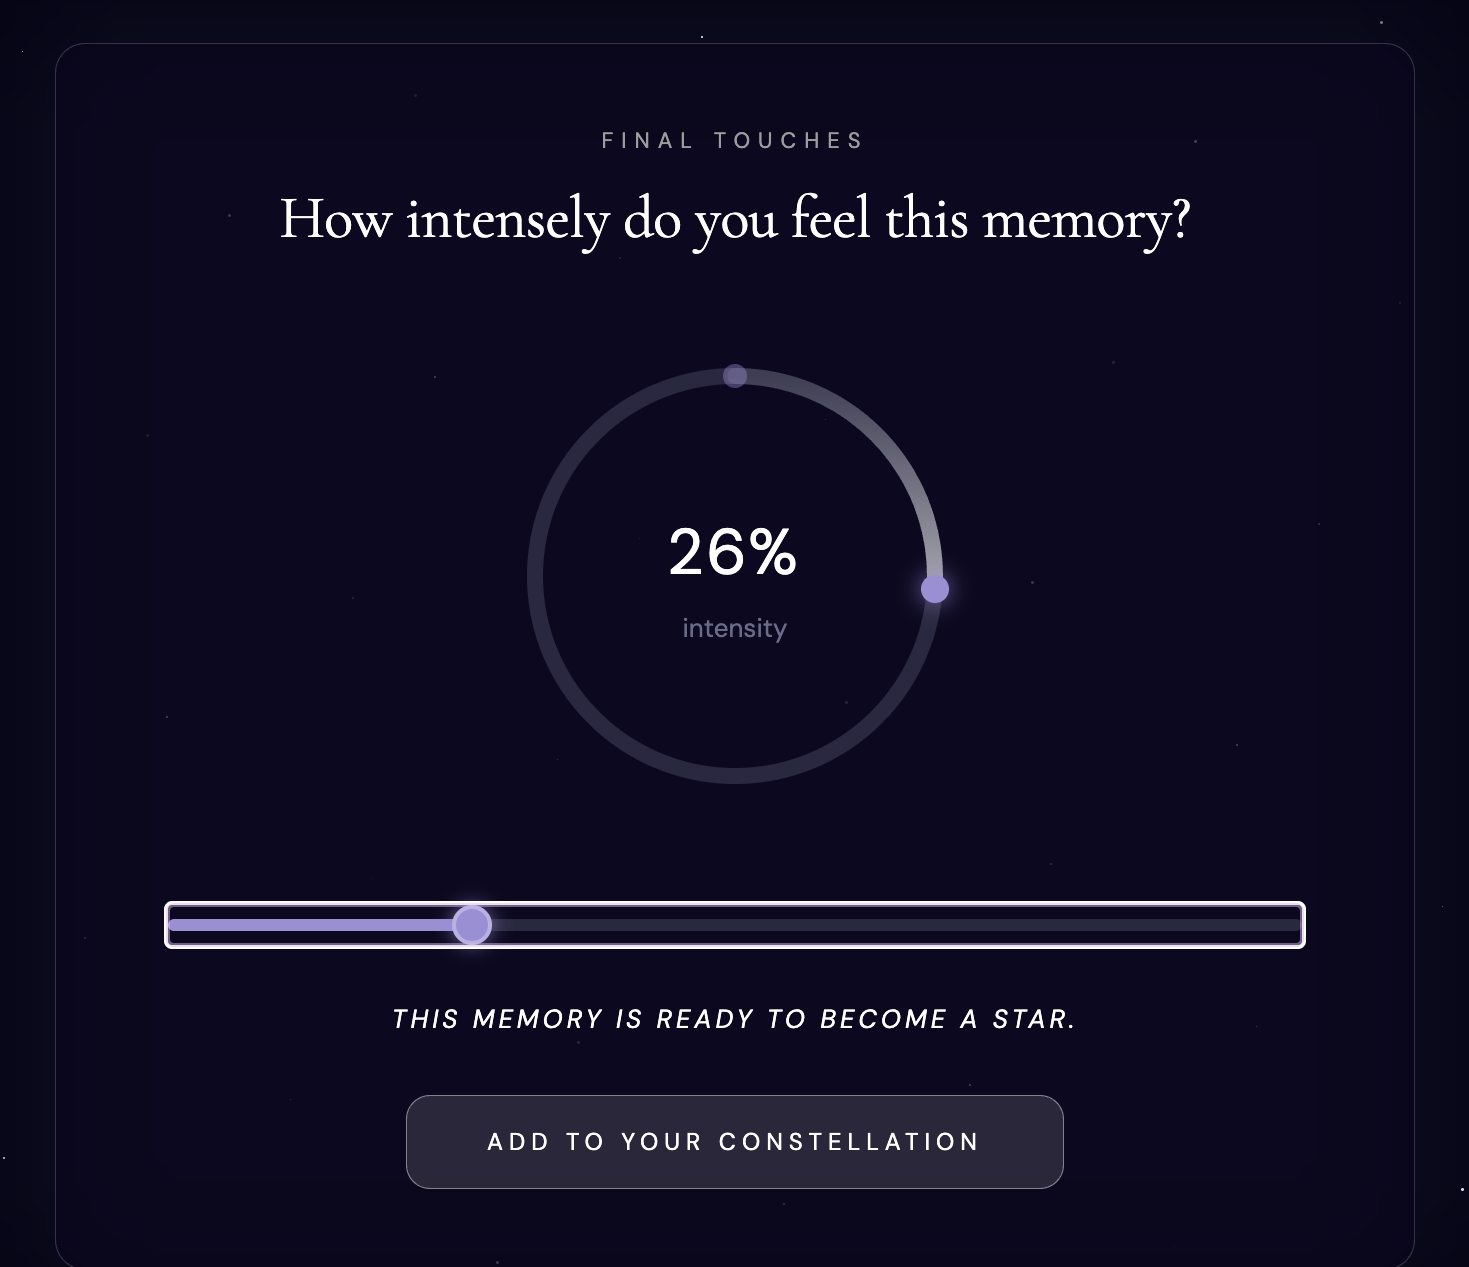 FINAL TOUCHES
How intensely do you feel this memory?
26%
intensity
THIS MEMORY IS READY TO BECOME A STAR.
ADD TO YOUR CONSTELLATION